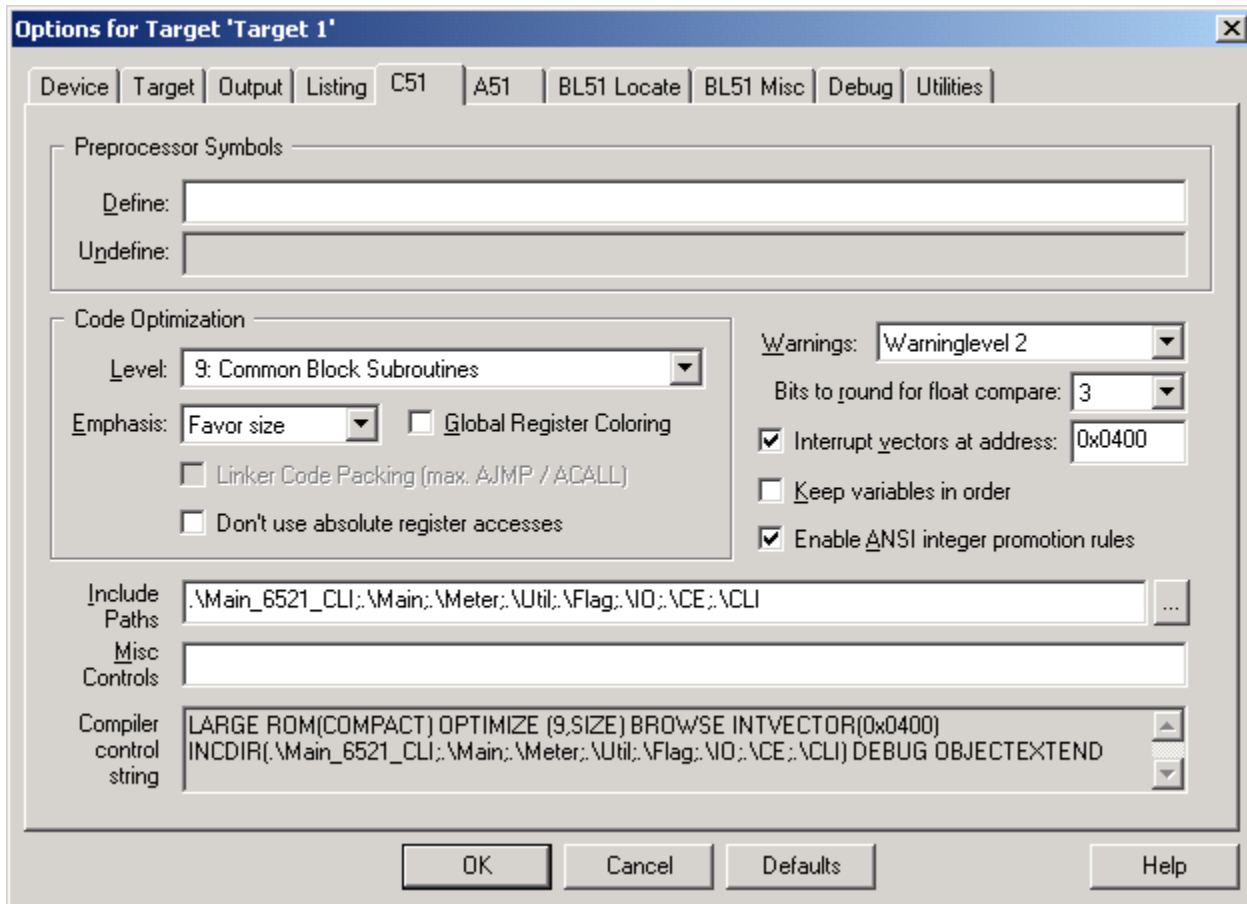 Options for Target 'Target 1'
Device Target Output Listing C51 A51 BL51 Locate BL51 Misc Debug Utilities
Preprocessor Symbols
Define:
Undefine:
Code Optimization
Level: 9: Common Block Subroutines
Emphasis: Favor size Global Register Coloring
Linker Code Packing (max. AJMP / ACALL)
Don't use absolute register accesses
Warnings: Warninglevel 2
Bits to round for float compare: 3
Interrupt vectors at address: 0x0400
Keep variables in order
Enable ANSI integer promotion rules
Include
Paths
.\Main_6521_CLI;.\Main;.\Meter;.\Util;.\Flag;.\IO;.\CE;.\CLI
...
Misc
Controls
Compiler
control
string
LARGE ROM(COMPACT) OPTIMIZE (9,SIZE) BROWSE INTVECTOR(0x0400)
INCDIR(.\Main_6521_CLI;.\Main;.\Meter;.\Util;.\Flag;.\IO;.\CE;.\CLI) DEBUG OBJECTEXTEND
OK Cancel Defaults Help